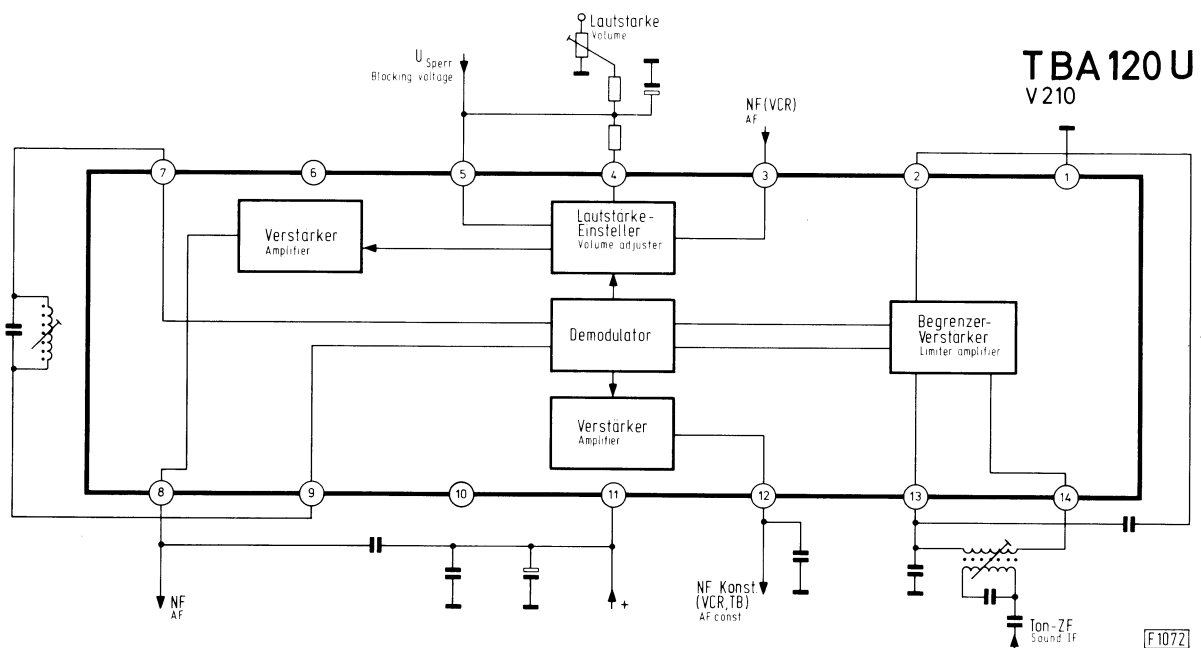 Lautstärke
Volume
U Sperr
Blocking voltage
TBA 120 U
V 210
NF (VCR)
AF
7
6
5
4
3
2
1
Verstärker
Amplifier
Lautstärke-
Einsteller
Volume adjuster
Demodulator
Begrenzer-
Verstärker
Limiter amplifier
Verstärker
Amplifier
8
9
10
11
12
13
14
NF
AF
+
NF Konst.
(VCR, TB)
AF const
Ton-ZF
Sound IF
F1072